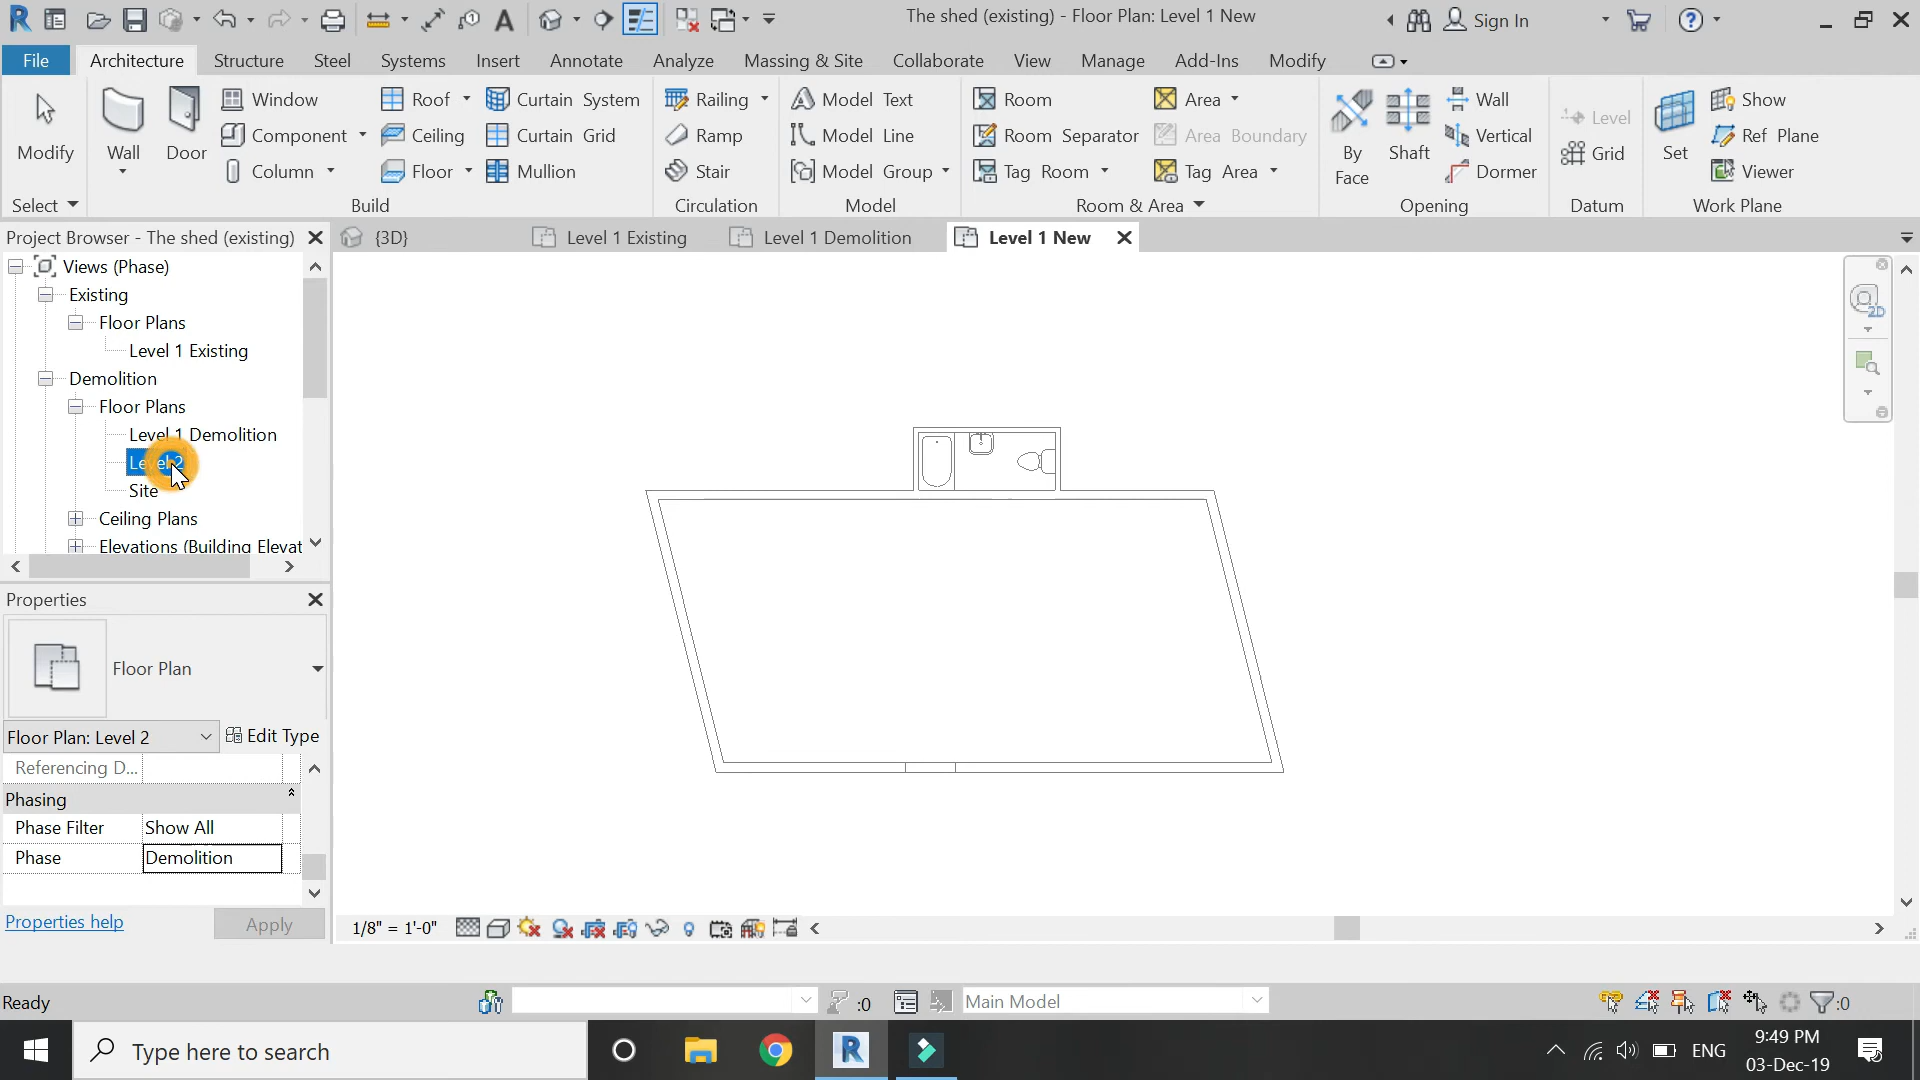 The shed (existing) - Floor Plan: Level 1 New
Sign In
File
Architecture
Structure
Steel
Systems
Insert
Annotate
Analyze
Massing & Site
Collaborate
View
Manage
Add-Ins
Modify
Modify
Wall
Door
Window
Component
Column
Roof
Ceiling
Floor
Curtain System
Curtain Grid
Mullion
Railing
Ramp
Stair
Model Text
Model Line
Model Group
Room
Room Separator
Tag Room
Area
Area Boundary
Tag Area
By
Face
Shaft
Wall
Vertical
Dormer
Level
Grid
Set
Show
Ref Plane
Viewer
Select
Build
Circulation
Model
Room & Area
Opening
Datum
Work Plane
Project Browser - The shed (existing)
{3D}
Level 1 Existing
Level 1 Demolition
Level 1 New
Views (Phase)
Existing
Floor Plans
Level 1 Existing
Demolition
Floor Plans
Level 1 Demolition
Level 2
Site
Ceiling Plans
Elevations (Building Elevat
2D
Properties
Floor Plan
Floor Plan: Level 2
Edit Type
Referencing D...
Phasing
Phase Filter
Show All
Phase
Demolition
Properties help
Apply
1/8" = 1'-0"
Ready
:0
Main Model
:0
Type here to search
ENG
9:49 PM
03-Dec-19